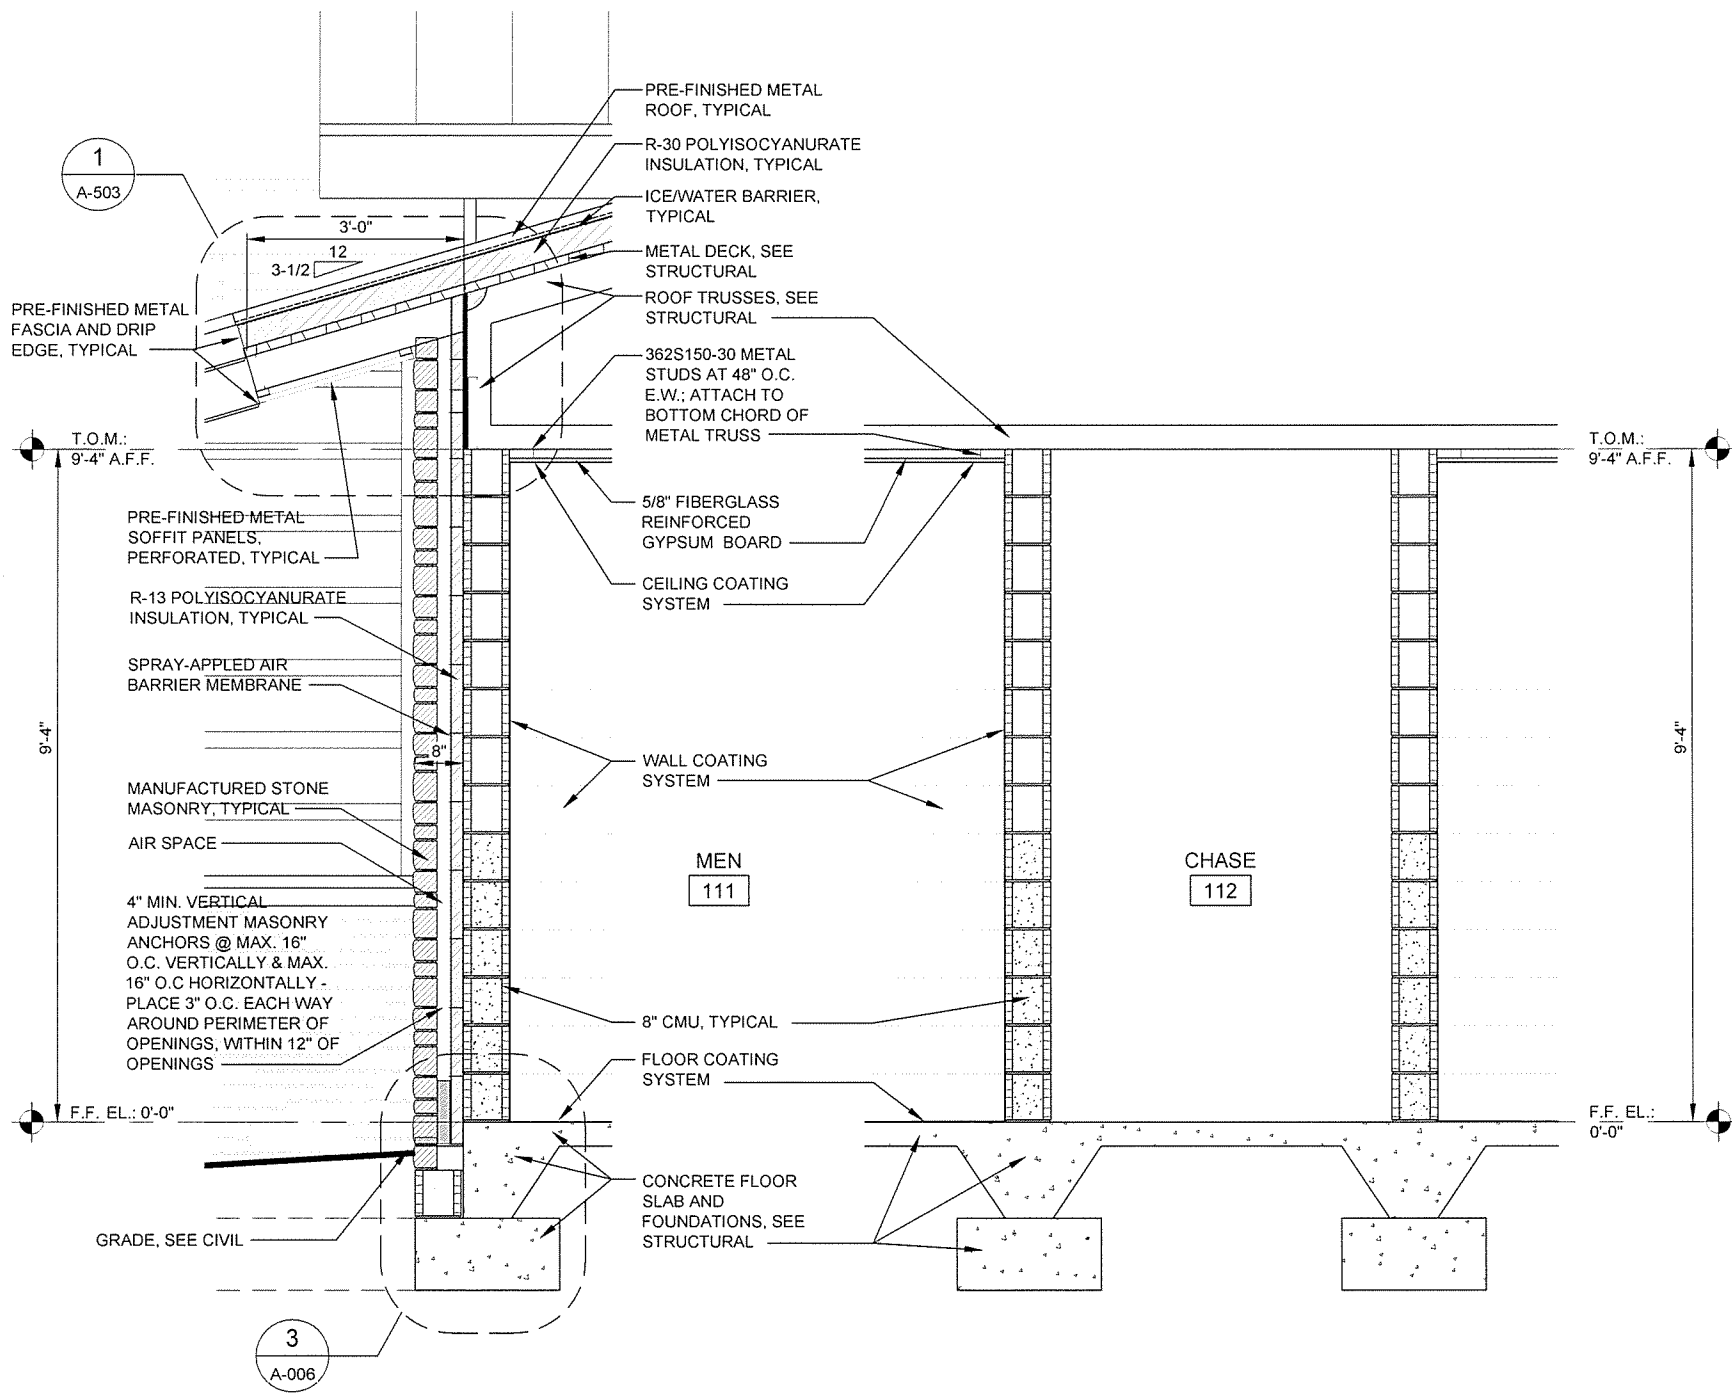 PRE-FINISHED METAL
ROOF, TYPICAL
R-30 POLYISOCYANURATE
INSULATION, TYPICAL
ICE/WATER BARRIER,
TYPICAL
METAL DECK, SEE
STRUCTURAL
ROOF TRUSSES, SEE
STRUCTURAL
362S150-30 METAL
STUDS AT 48" O.C.
E.W.; ATTACH TO
BOTTOM CHORD OF
METAL TRUSS
1
A-503
3'-0"
12
3-1/2
PRE-FINISHED METAL
FASCIA AND DRIP
EDGE, TYPICAL
T.O.M.:
9'-4" A.F.F.
T.O.M.:
9'-4" A.F.F.
PRE-FINISHED METAL
SOFFIT PANELS,
PERFORATED, TYPICAL
5/8" FIBERGLASS
REINFORCED
GYPSUM BOARD
CEILING COATING
SYSTEM
R-13 POLYISOCYANURATE
INSULATION, TYPICAL
SPRAY-APPLED AIR
BARRIER MEMBRANE
9'-4"
8"
9'-4"
WALL COATING
SYSTEM
MANUFACTURED STONE
MASONRY, TYPICAL
AIR SPACE
MEN
111
CHASE
112
4" MIN. VERTICAL
ADJUSTMENT MASONRY
ANCHORS @ MAX. 16"
O.C. VERTICALLY & MAX.
16" O.C HORIZONTALLY -
PLACE 3" O.C. EACH WAY
AROUND PERIMETER OF
OPENINGS, WITHIN 12" OF
OPENINGS
8" CMU, TYPICAL
FLOOR COATING
SYSTEM
F.F. EL.: 0'-0"
F.F. EL.:
0'-0"
CONCRETE FLOOR
SLAB AND
FOUNDATIONS, SEE
STRUCTURAL
GRADE, SEE CIVIL
3
A-006